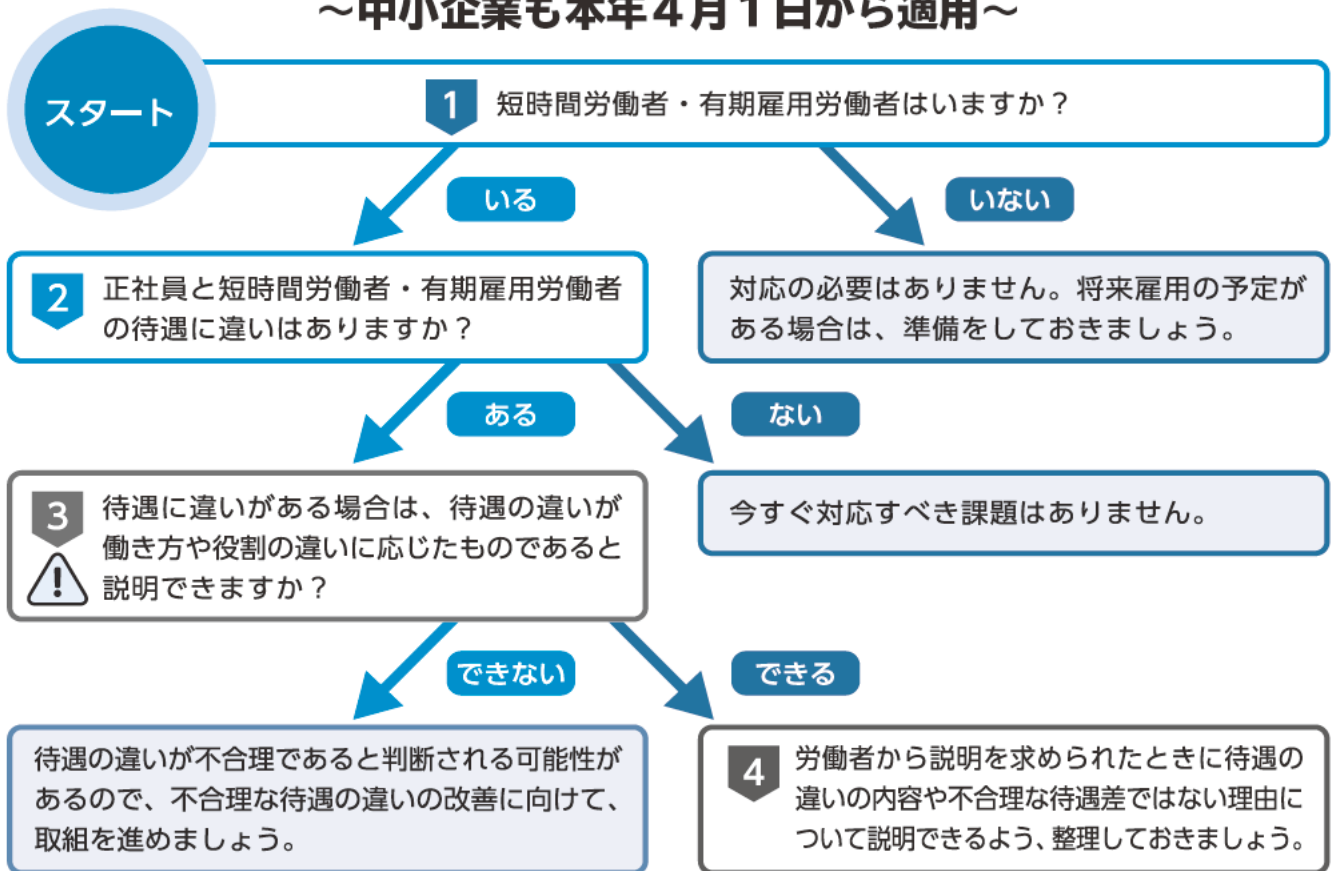 ～中小企業も本年４月１日から適用～
スタート
1 短時間労働者・有期雇用労働者はいますか？
いる
いない
2 正社員と短時間労働者・有期雇用労働者
の待遇に違いはありますか？
対応の必要はありません。将来雇用の予定が
ある場合は、準備をしておきましょう。
ある
ない
3 待遇に違いがある場合は、待遇の違いが
働き方や役割の違いに応じたものであると
説明できますか？
今すぐ対応すべき課題はありません。
できない
できる
待遇の違いが不合理であると判断される可能性が
あるので、不合理な待遇の違いの改善に向けて、
取組を進めましょう。
4 労働者から説明を求められたときに待遇の
違いの内容や不合理な待遇差ではない理由に
ついて説明できるよう、整理しておきましょう。